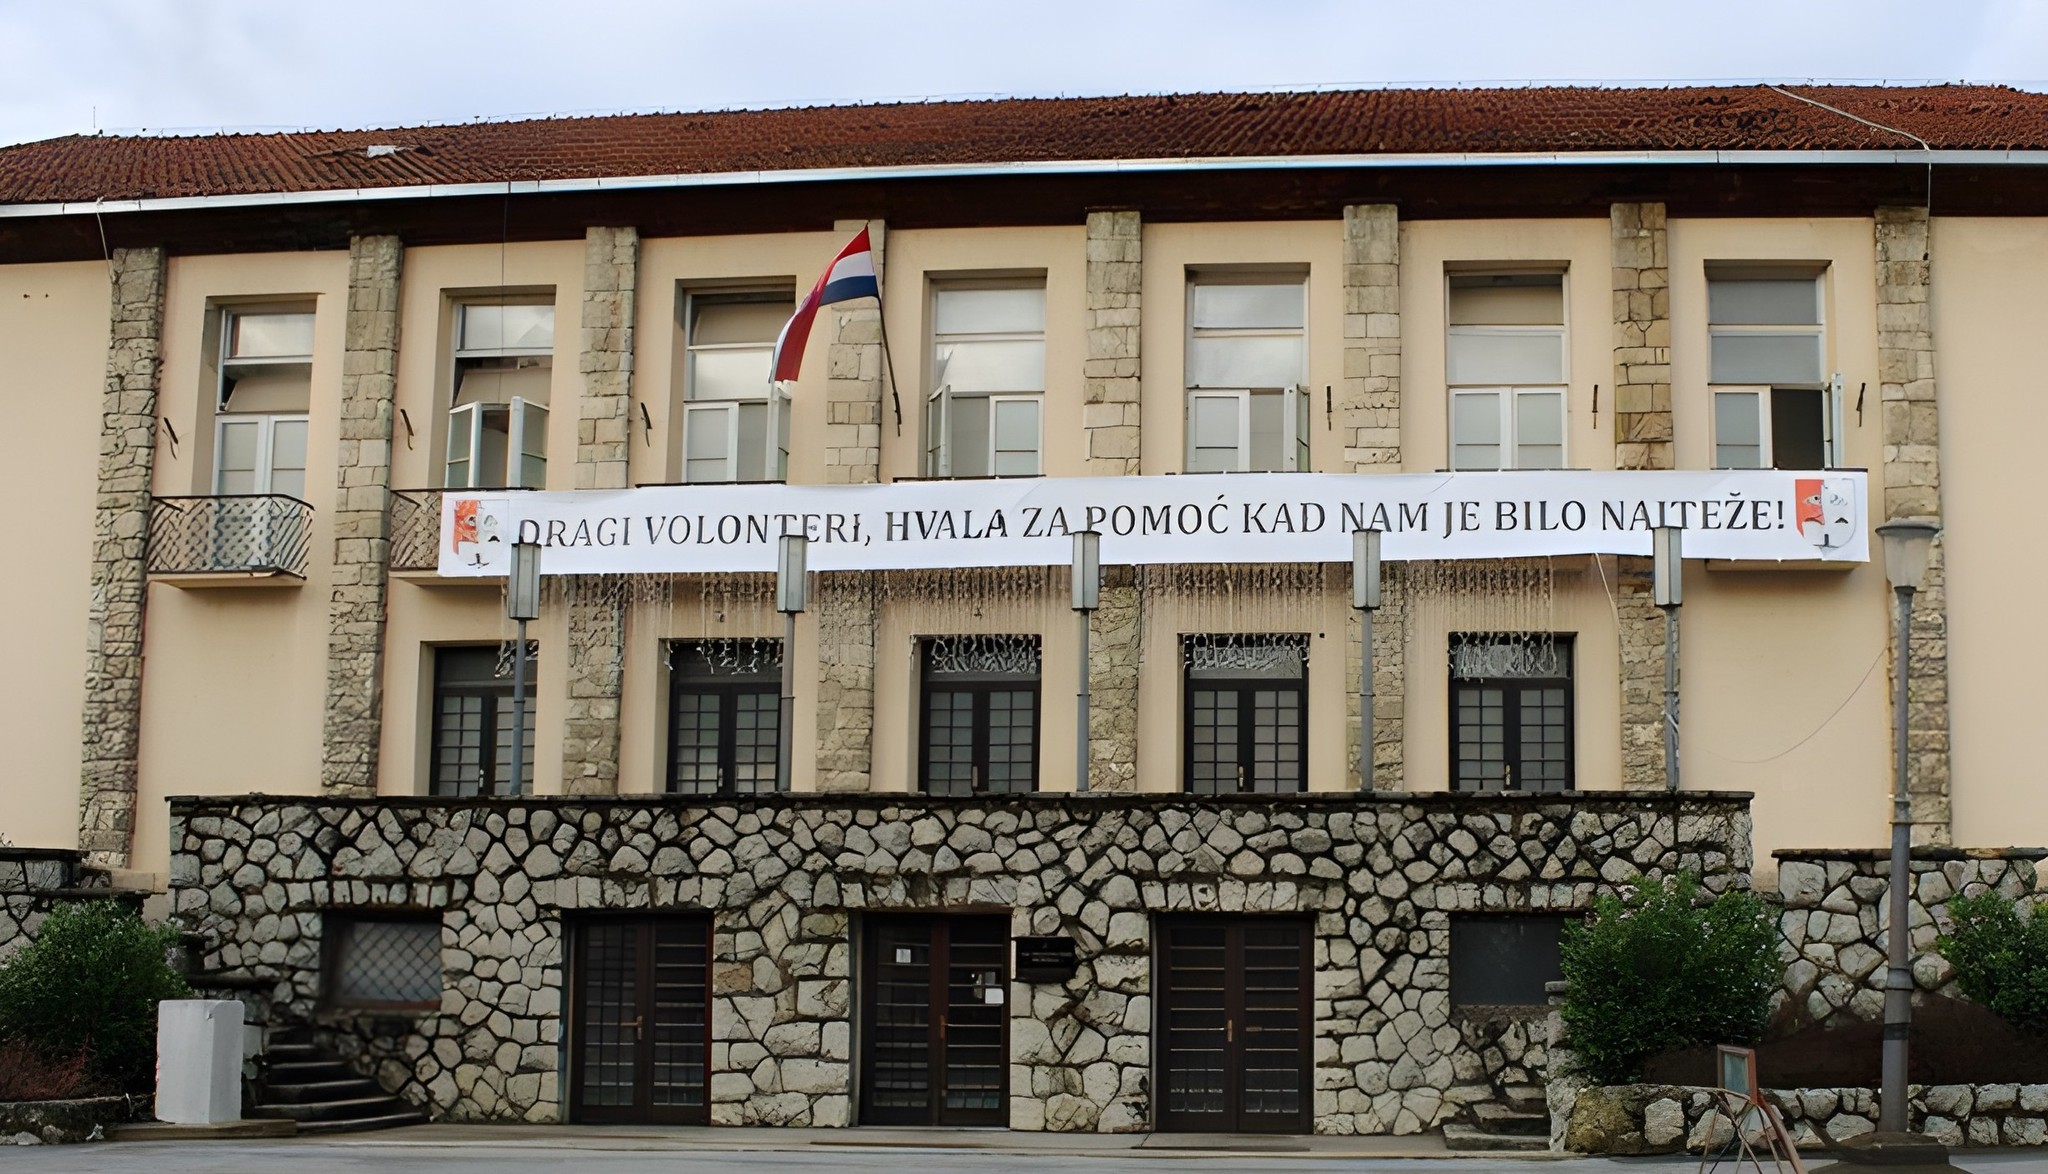 DRAGI VOLONTERI, HVALA ZA POMOĆ KAD NAM JE BILO NAJTEŽE!